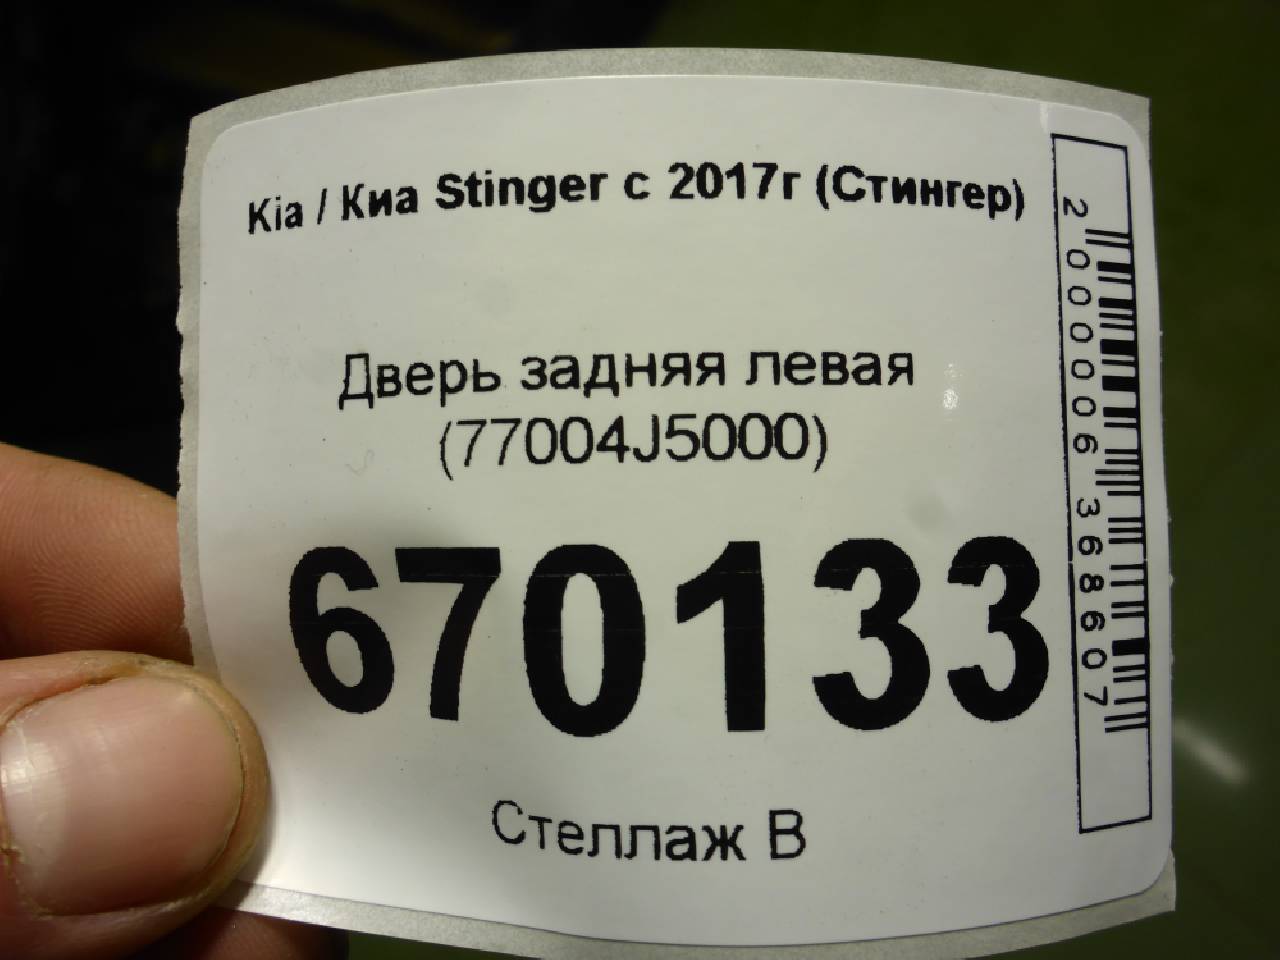 Kia / Киа Stinger с 2017г (Стингер)
Дверь задняя левая
(77004J5000)
670133
Стеллаж В
2000006368607